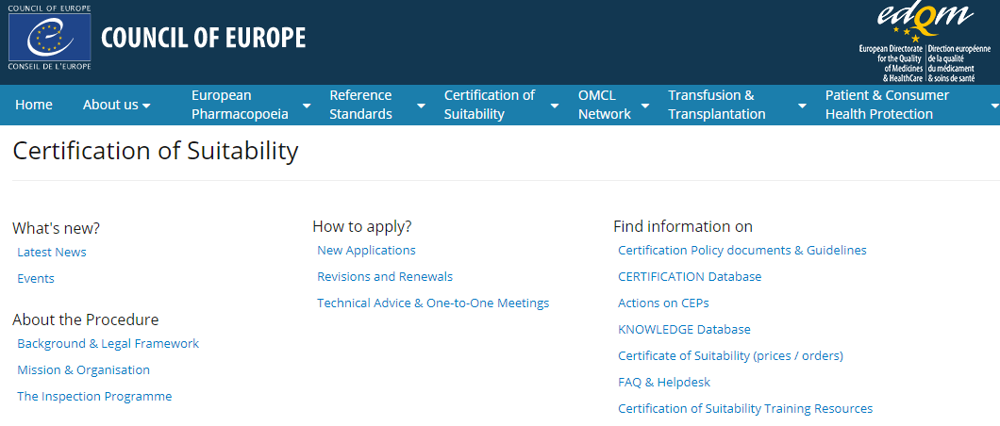 COUNCIL OF EUROPE
CONSEIL DE L'EUROPE
COUNCIL OF EUROPE
edQm
European Directorate
for the Quality
of Medicines
& HealthCare
Direction européenne
de la qualité
du médicament
& soins de santé
Home
About us
European
Pharmacopoeia
Reference
Standards
Certification of
Suitability
OMCL
Network
Transfusion &
Transplantation
Patient & Consumer
Health Protection
Certification of Suitability
What's new?
Latest News
Events
About the Procedure
Background & Legal Framework
Mission & Organisation
The Inspection Programme
How to apply?
New Applications
Revisions and Renewals
Technical Advice & One-to-One Meetings
Find information on
Certification Policy documents & Guidelines
CERTIFICATION Database
Actions on CEPs
KNOWLEDGE Database
Certificate of Suitability (prices / orders)
FAQ & Helpdesk
Certification of Suitability Training Resources